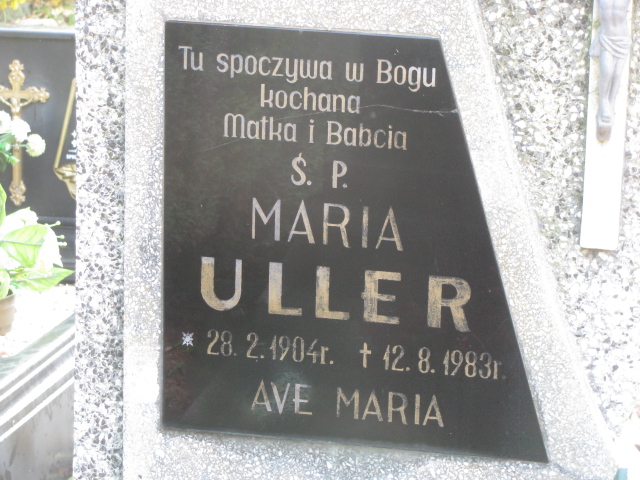 Tu spoczywa w Bogu
kochana
Matka i Babcia
Ś. P.
MARIA
ULLER
* 28. 2. 1904r. † 12. 8. 1983r.
AVE MARIA